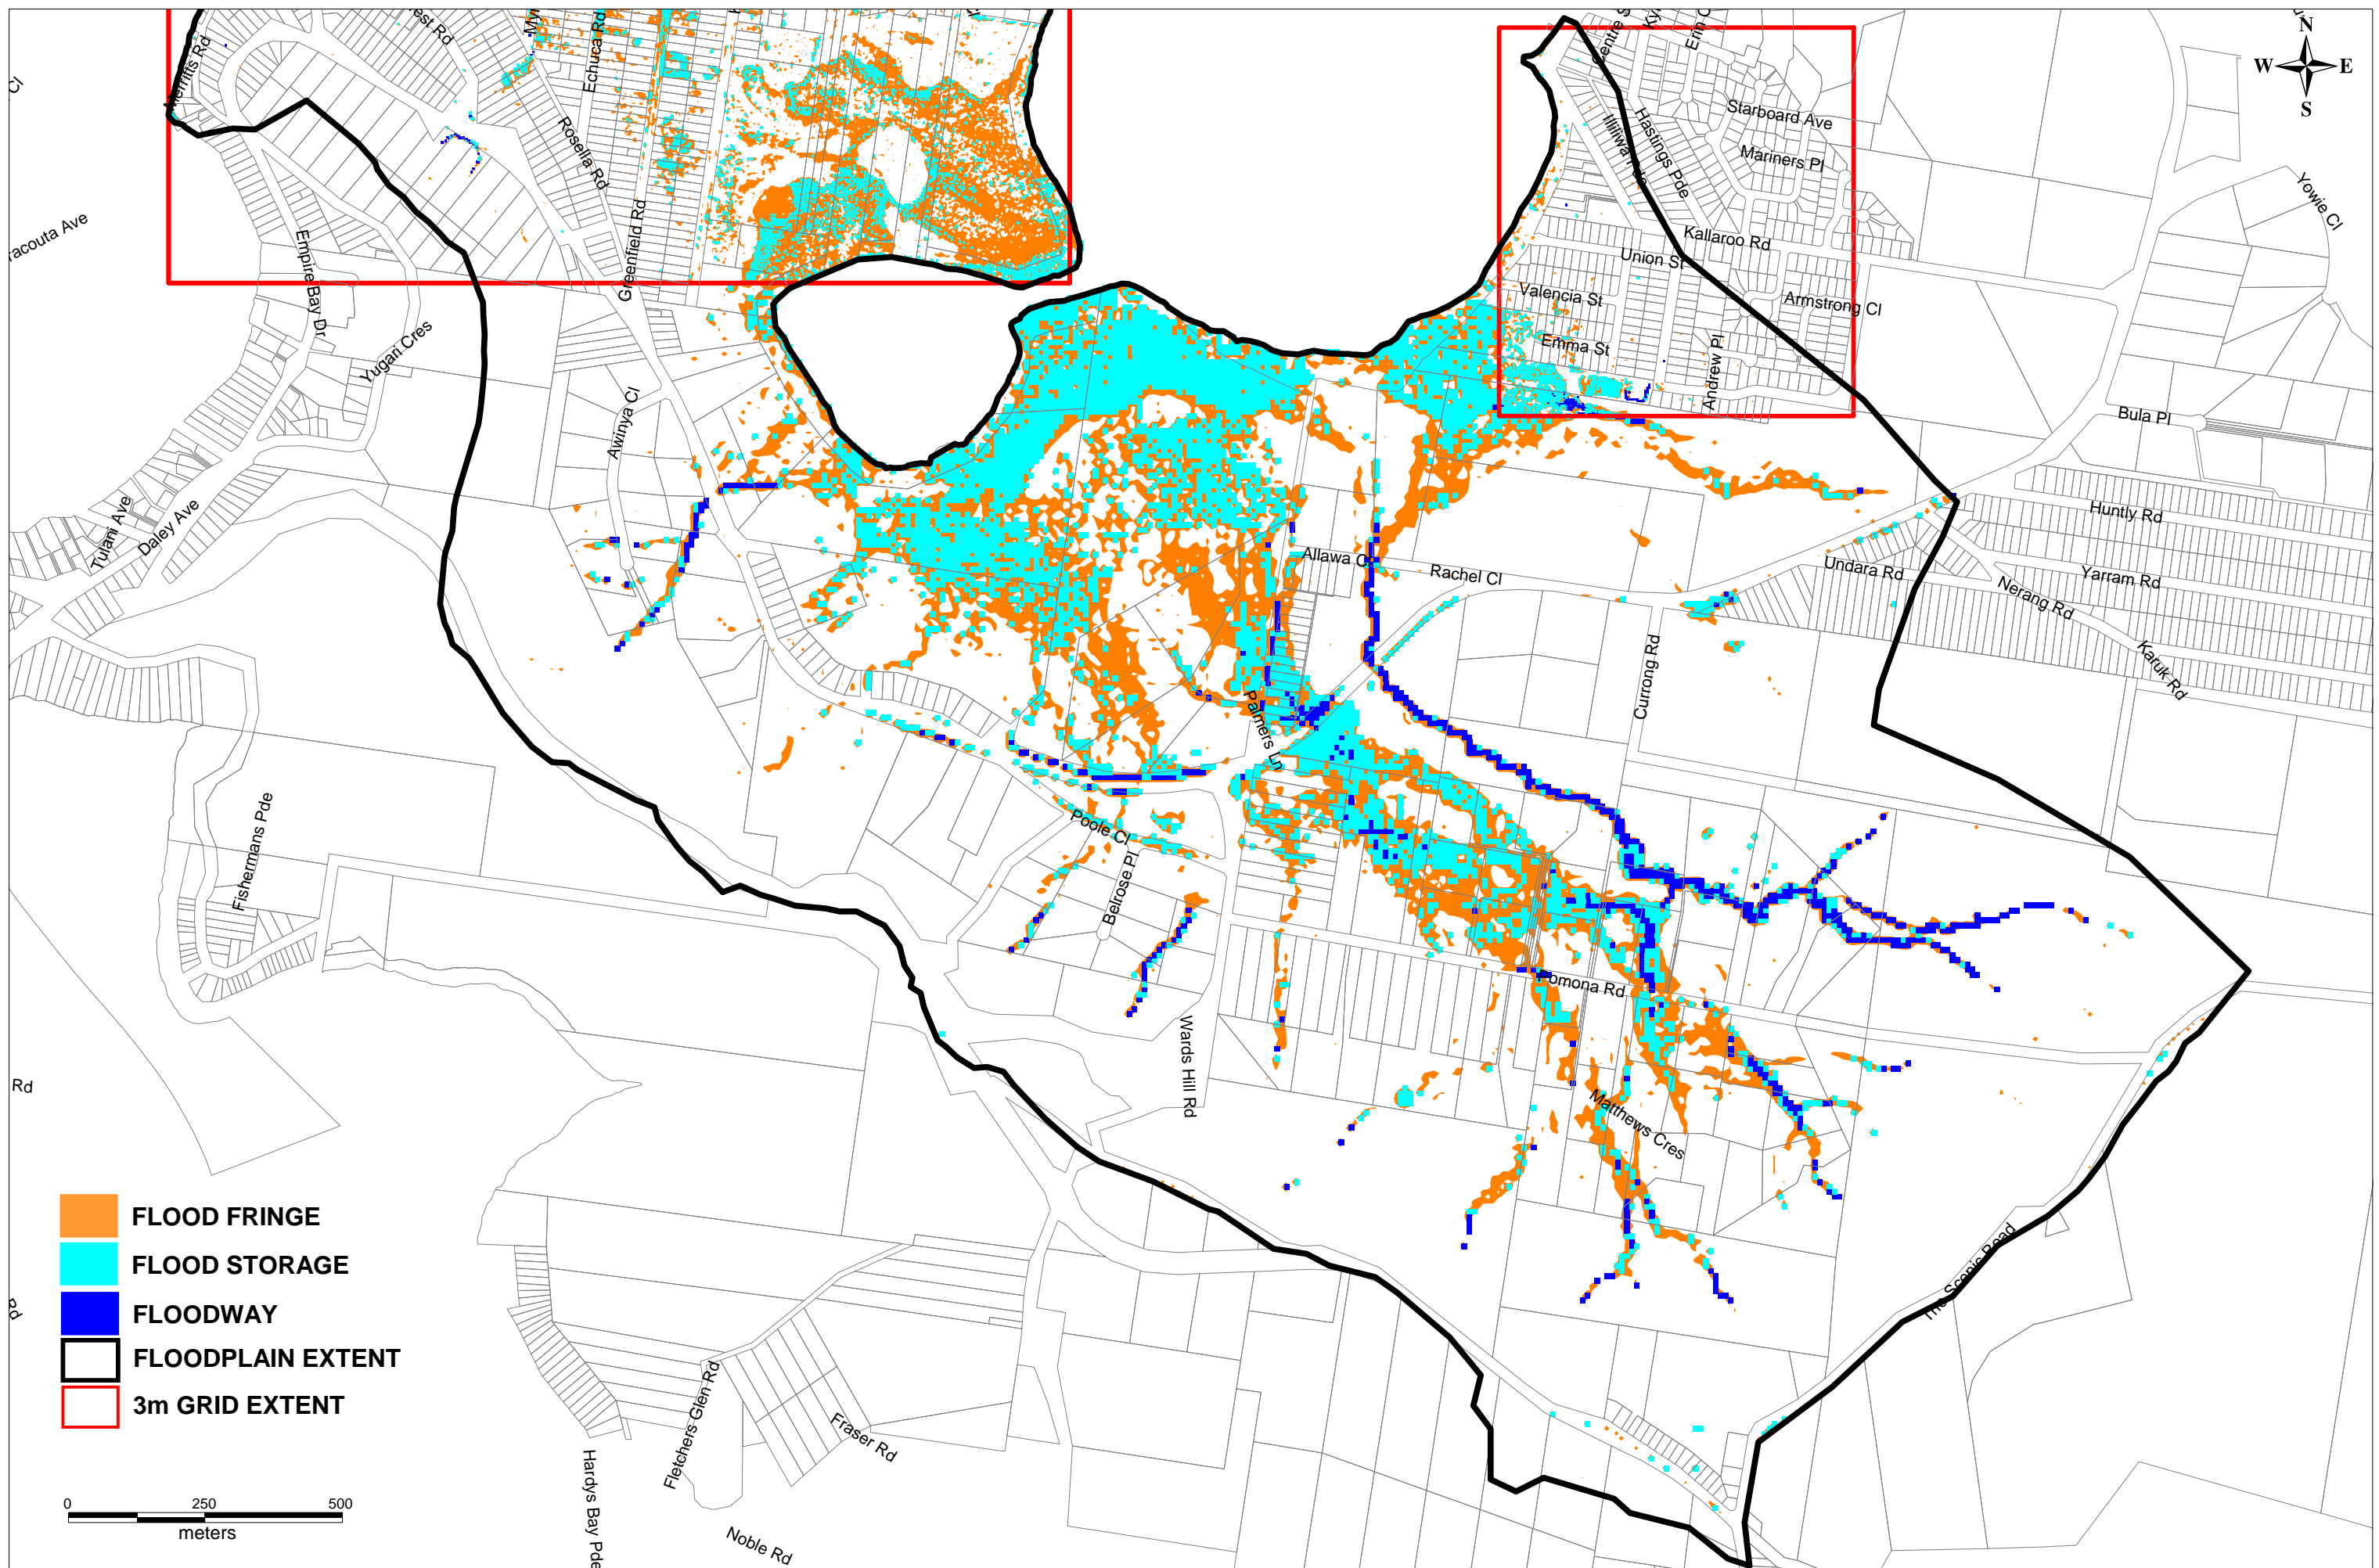 Merritts Rd
Echuca Rd
Rosella Rd
Greenfield Rd
Empire Bay Dr
Yugari Cres
Awinya Cl
Tulani Ave
Daley Ave
Fishermans Pde
Rd
Cl
N
W E
S
Starboard Ave
Mariners Pl
Hastings Pde
Kallaroo Rd
Union St
Valencia St
Armstrong Cl
Emma St
Andrew Pl
Yowie Cl
Bula Pl
Huntly Rd
Yarram Rd
Undara Rd
Nerang Rd
Karuk Rd
Rachel Cl
Currong Rd
Palmers Ln
Poole Cl
Belrose Pl
Wards Hill Rd
Pomona Rd
Matthews Cres
The Scenic Road
Fletchers Glen Rd
Fraser Rd
Hardys Bay Pde
Noble Rd
Rd
FLOOD FRINGE
FLOOD STORAGE
FLOODWAY
FLOODPLAIN EXTENT
3m GRID EXTENT
0 250 500
meters